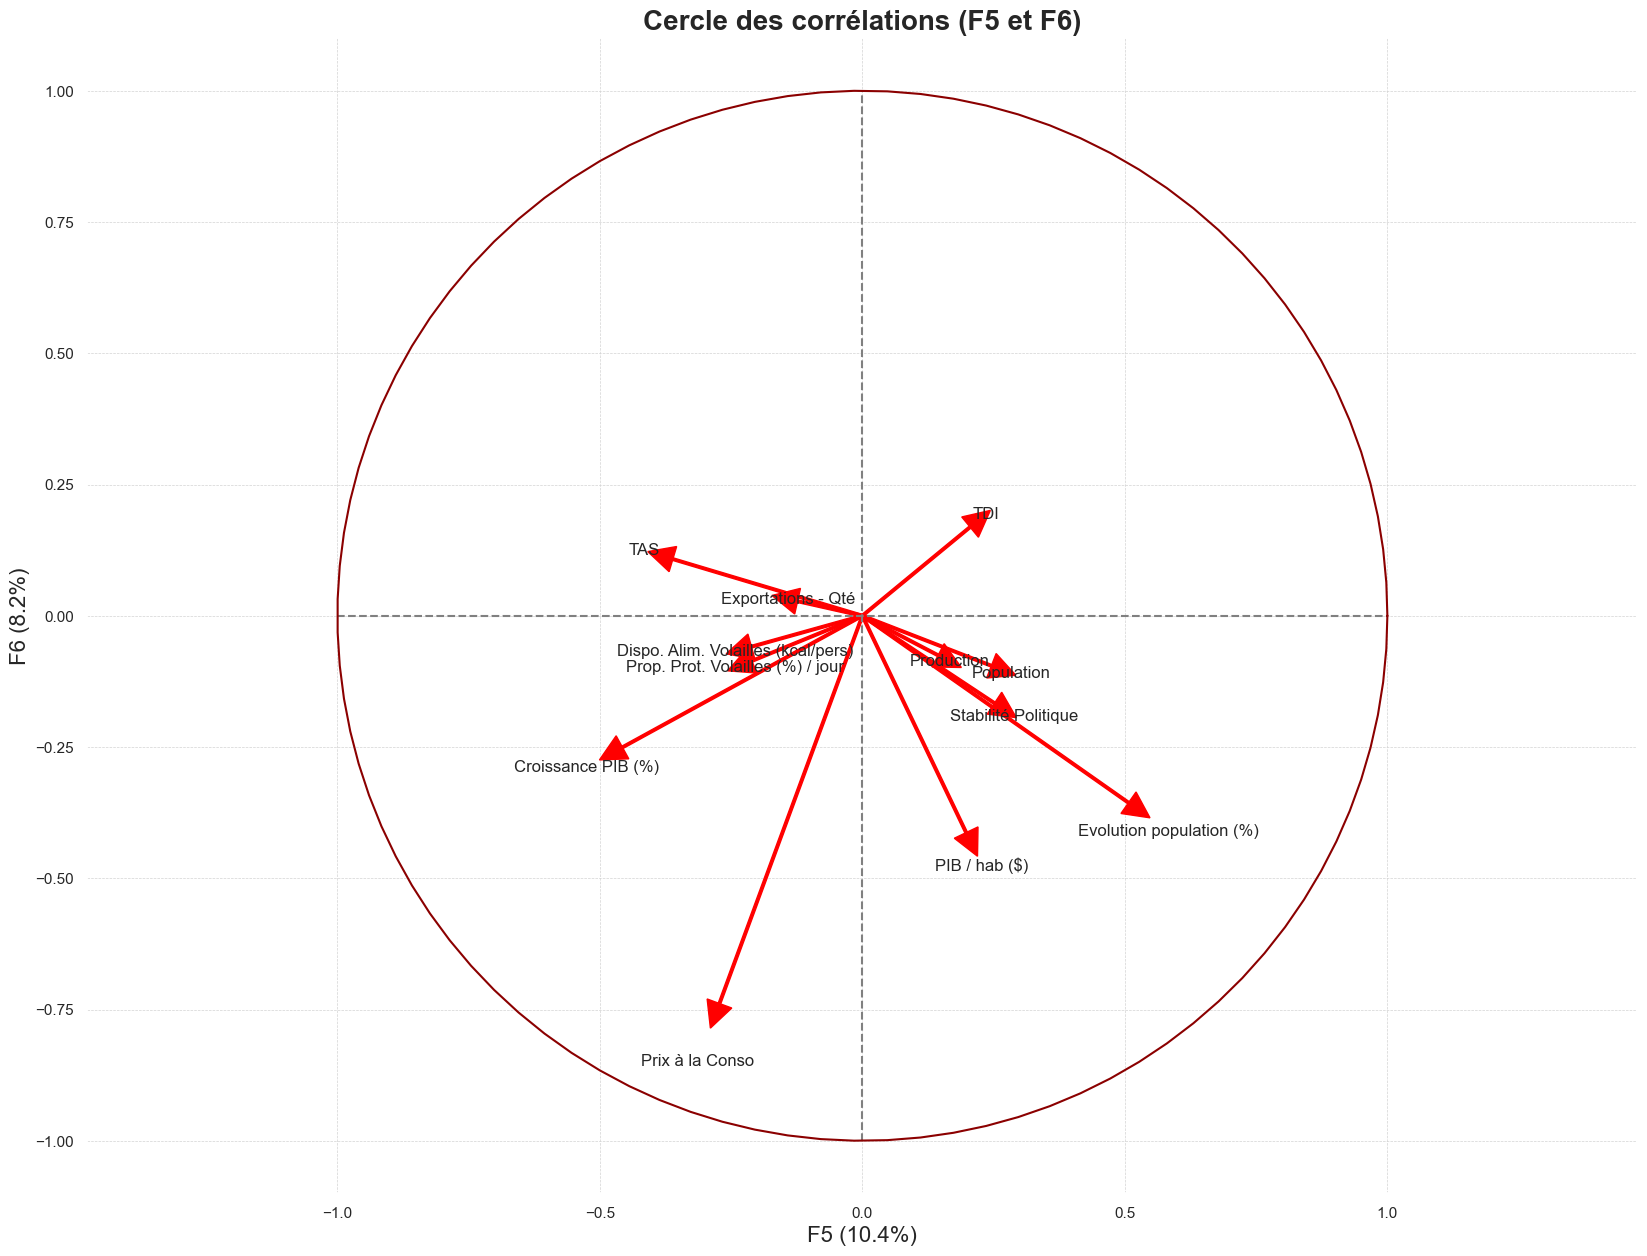 Cercle des corrélations (F5 et F6)
1.00
0.75
0.50
0.25
0.00
−0.25
−0.50
−0.75
−1.00
F6 (8.2%)
TDI
TAS
Exportations - Qté
Dispo. Alim. Volailles (kcal/pers)
Prop. Prot. Volailles (%) / jour
Production
Population
Stabilité Politique
Croissance PIB (%)
Evolution population (%)
PIB / hab ($)
Prix à la Conso
−1.0
−0.5
0.0
0.5
1.0
F5 (10.4%)